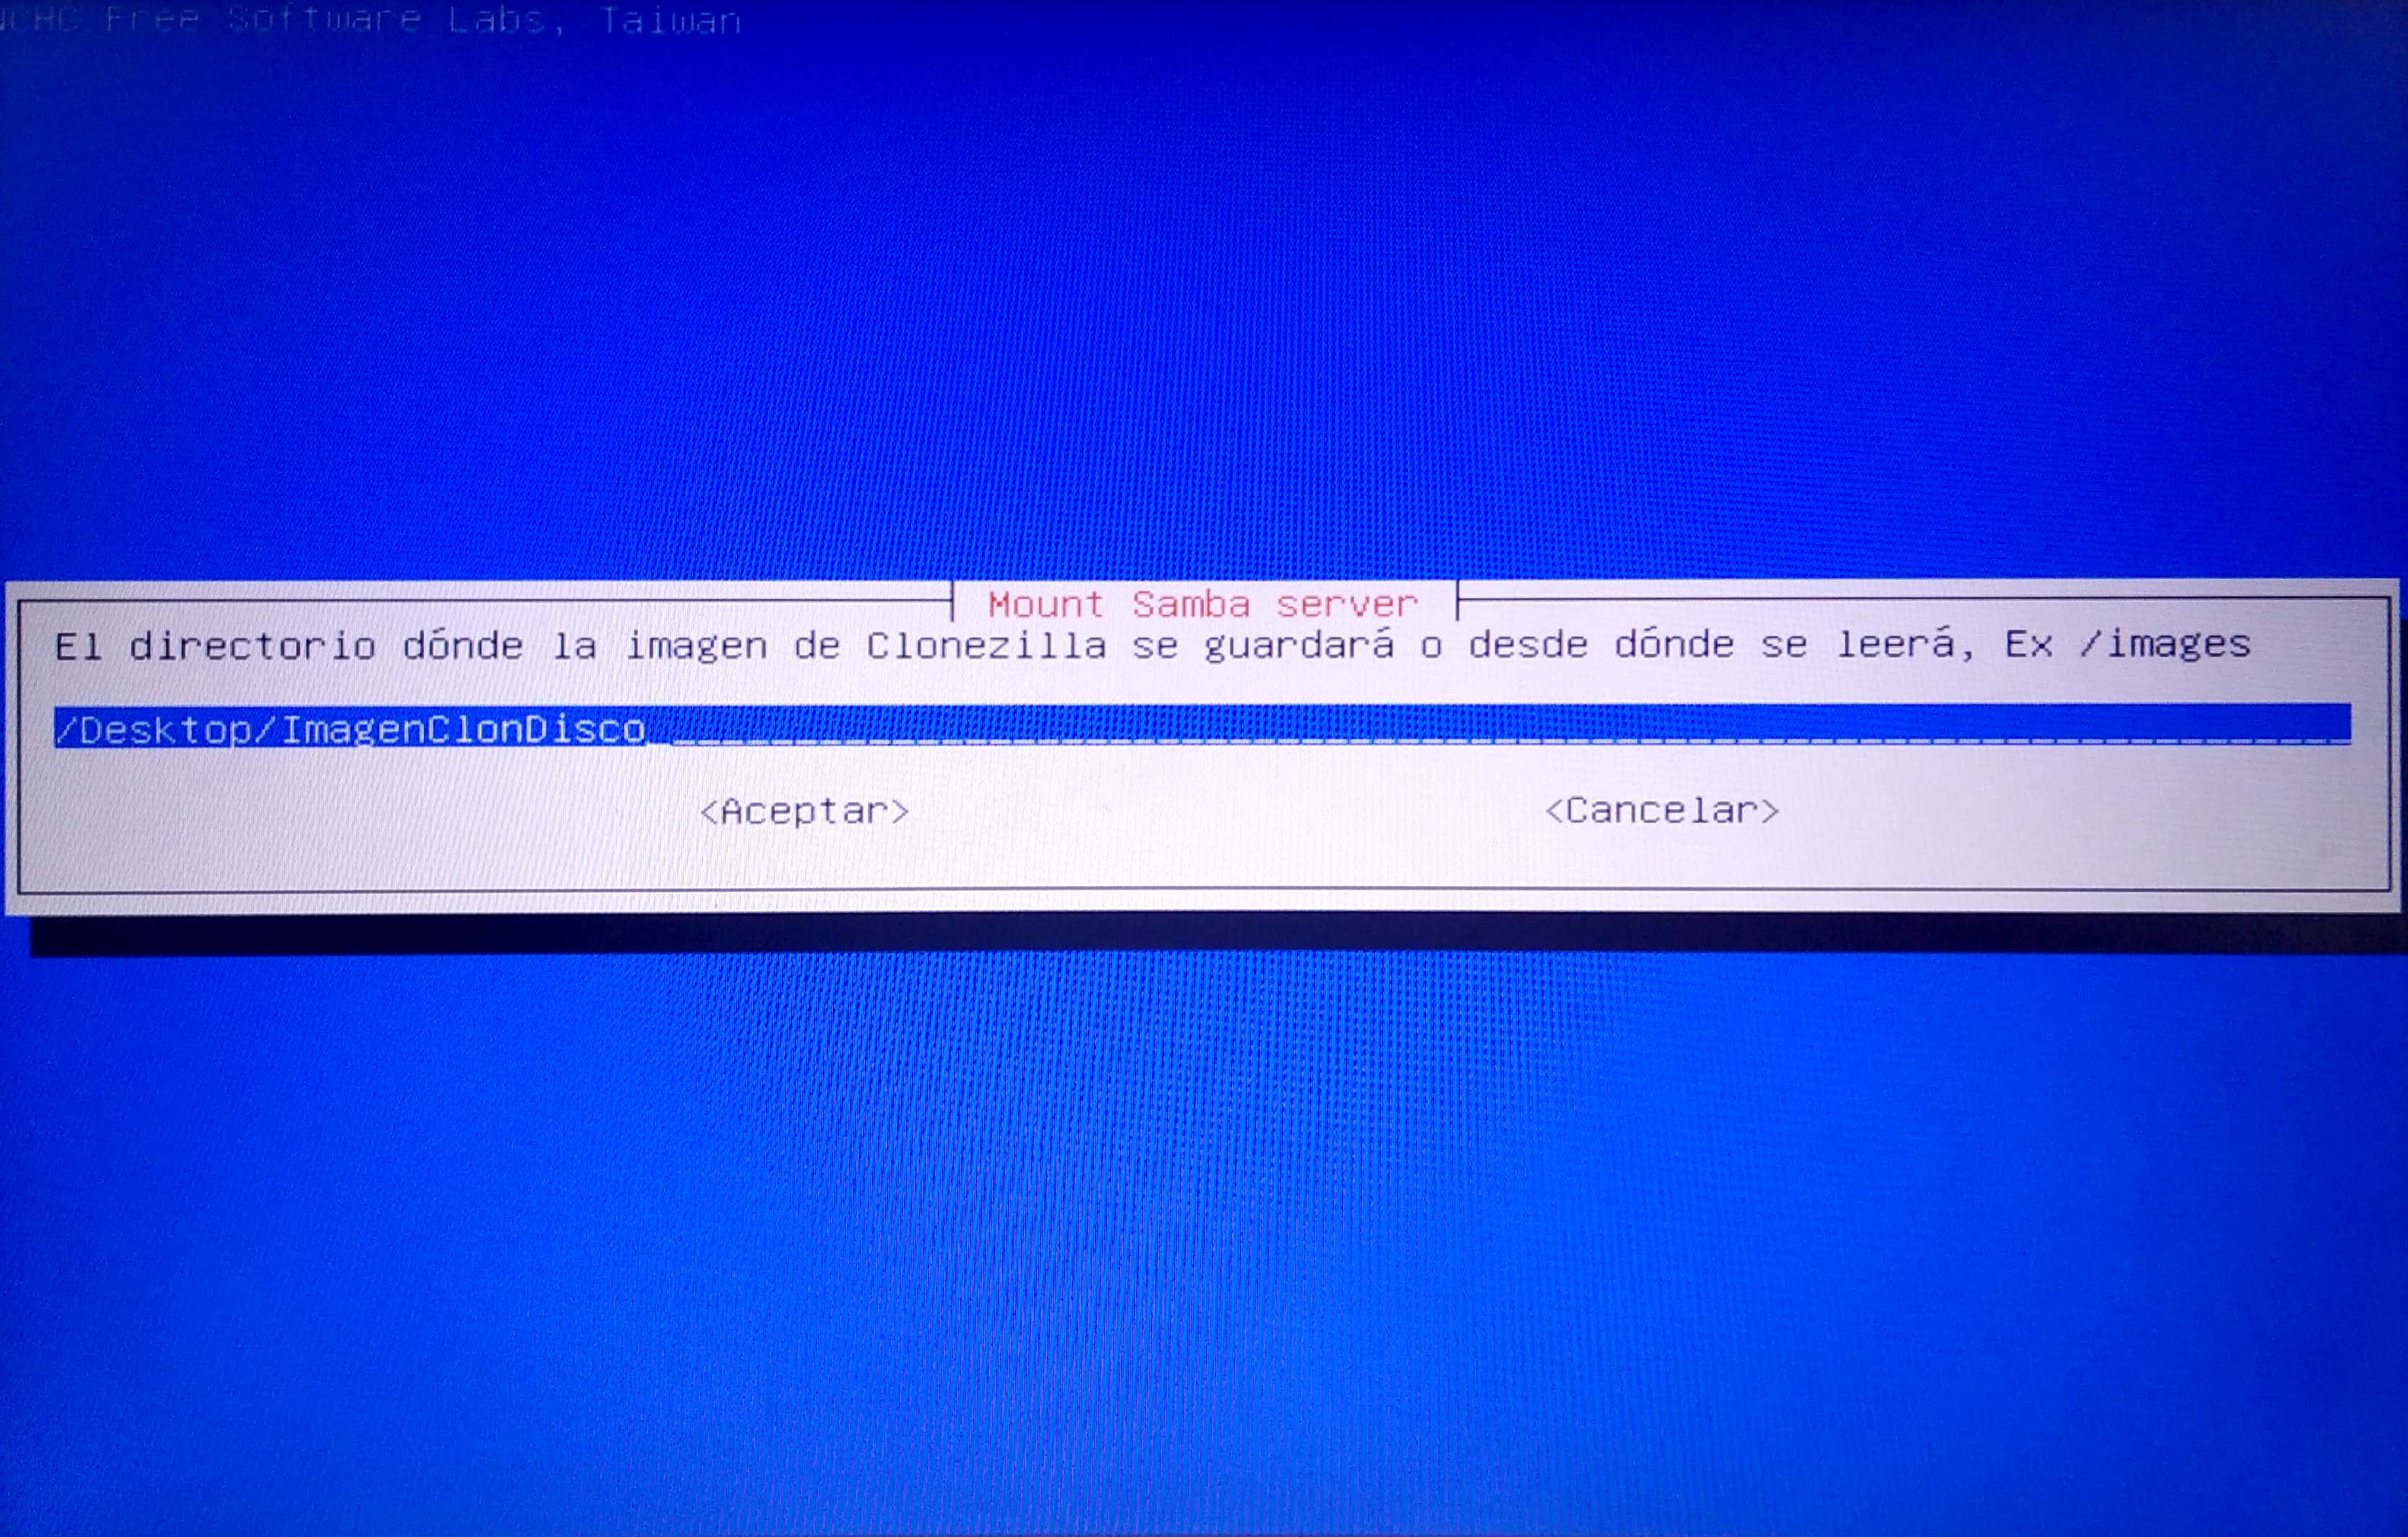 NCHC Free Software Labs, Taiwan
Mount Samba server
El directorio dónde la imagen de Clonezilla se guardará o desde dónde se leerá, Ex /images
/Desktop/ImagenClonDisco
<Aceptar> <Cancelar>